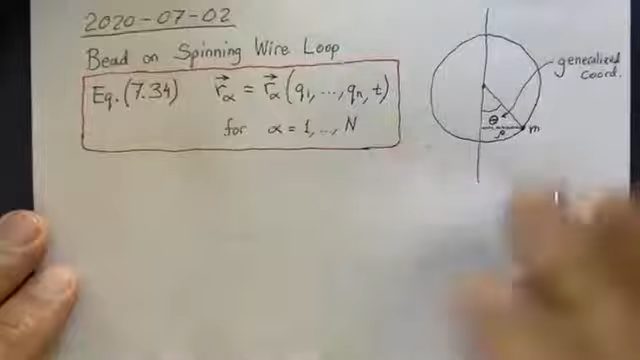 2020-07-02
Bead on Spinning Wire Loop
Eq. (7.34) r⃗α = r⃗α (q1, ..., qn, t)
for α = 1, ..., N
generalized
coord.
θ
m
ρ